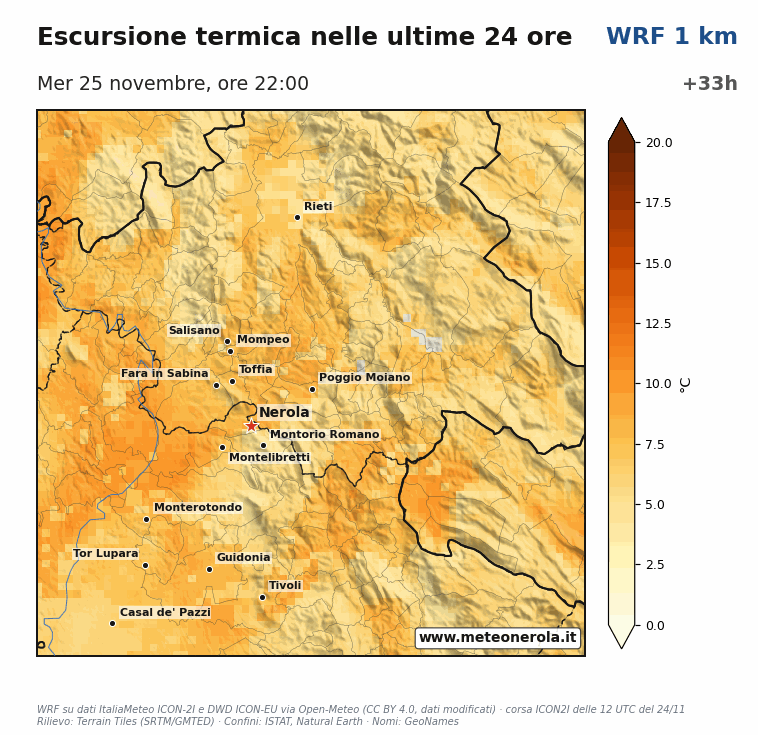 Escursione termica nelle ultime 24 ore
WRF 1 km
Mer 25 novembre, ore 22:00
+33h
Rieti
Salisano
Mompeo
Fara in Sabina
Toffia
Poggio Moiano
Nerola
Montorio Romano
Montelibretti
Monterotondo
Tor Lupara
Guidonia
Tivoli
Casal de' Pazzi
www.meteonerola.it
20.0
17.5
15.0
12.5
10.0
7.5
5.0
2.5
0.0
°C
WRF su dati ItaliaMeteo ICON-2I e DWD ICON-EU via Open-Meteo (CC BY 4.0, dati modificati) · corsa ICON2I delle 12 UTC del 24/11
Rilievo: Terrain Tiles (SRTM/GMTED) · Confini: ISTAT, Natural Earth · Nomi: GeoNames